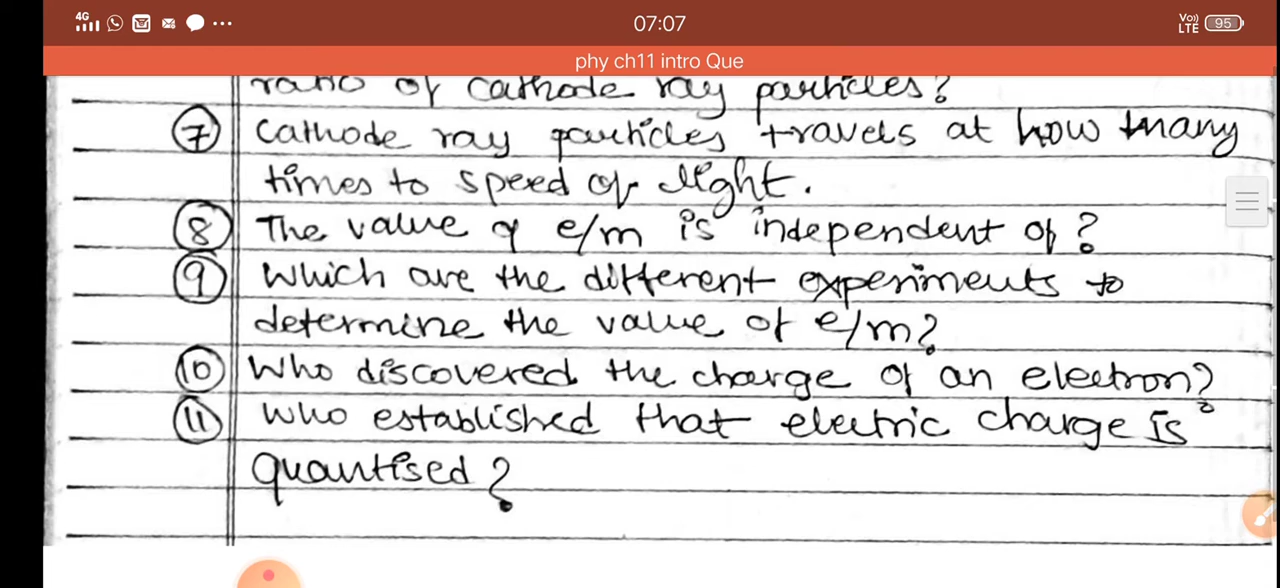 4G
07:07
Vo)) LTE 95
phy ch11 intro Que
ratio of cathode ray particles?
7 cathode ray particles travels at how many
times to speed of light.
8 The value of e/m is independent of?
9 Which are the different experiments to
determine the value of e/m?
10 Who discovered the charge of an electron?
11 Who established that electric charge is
quantised?